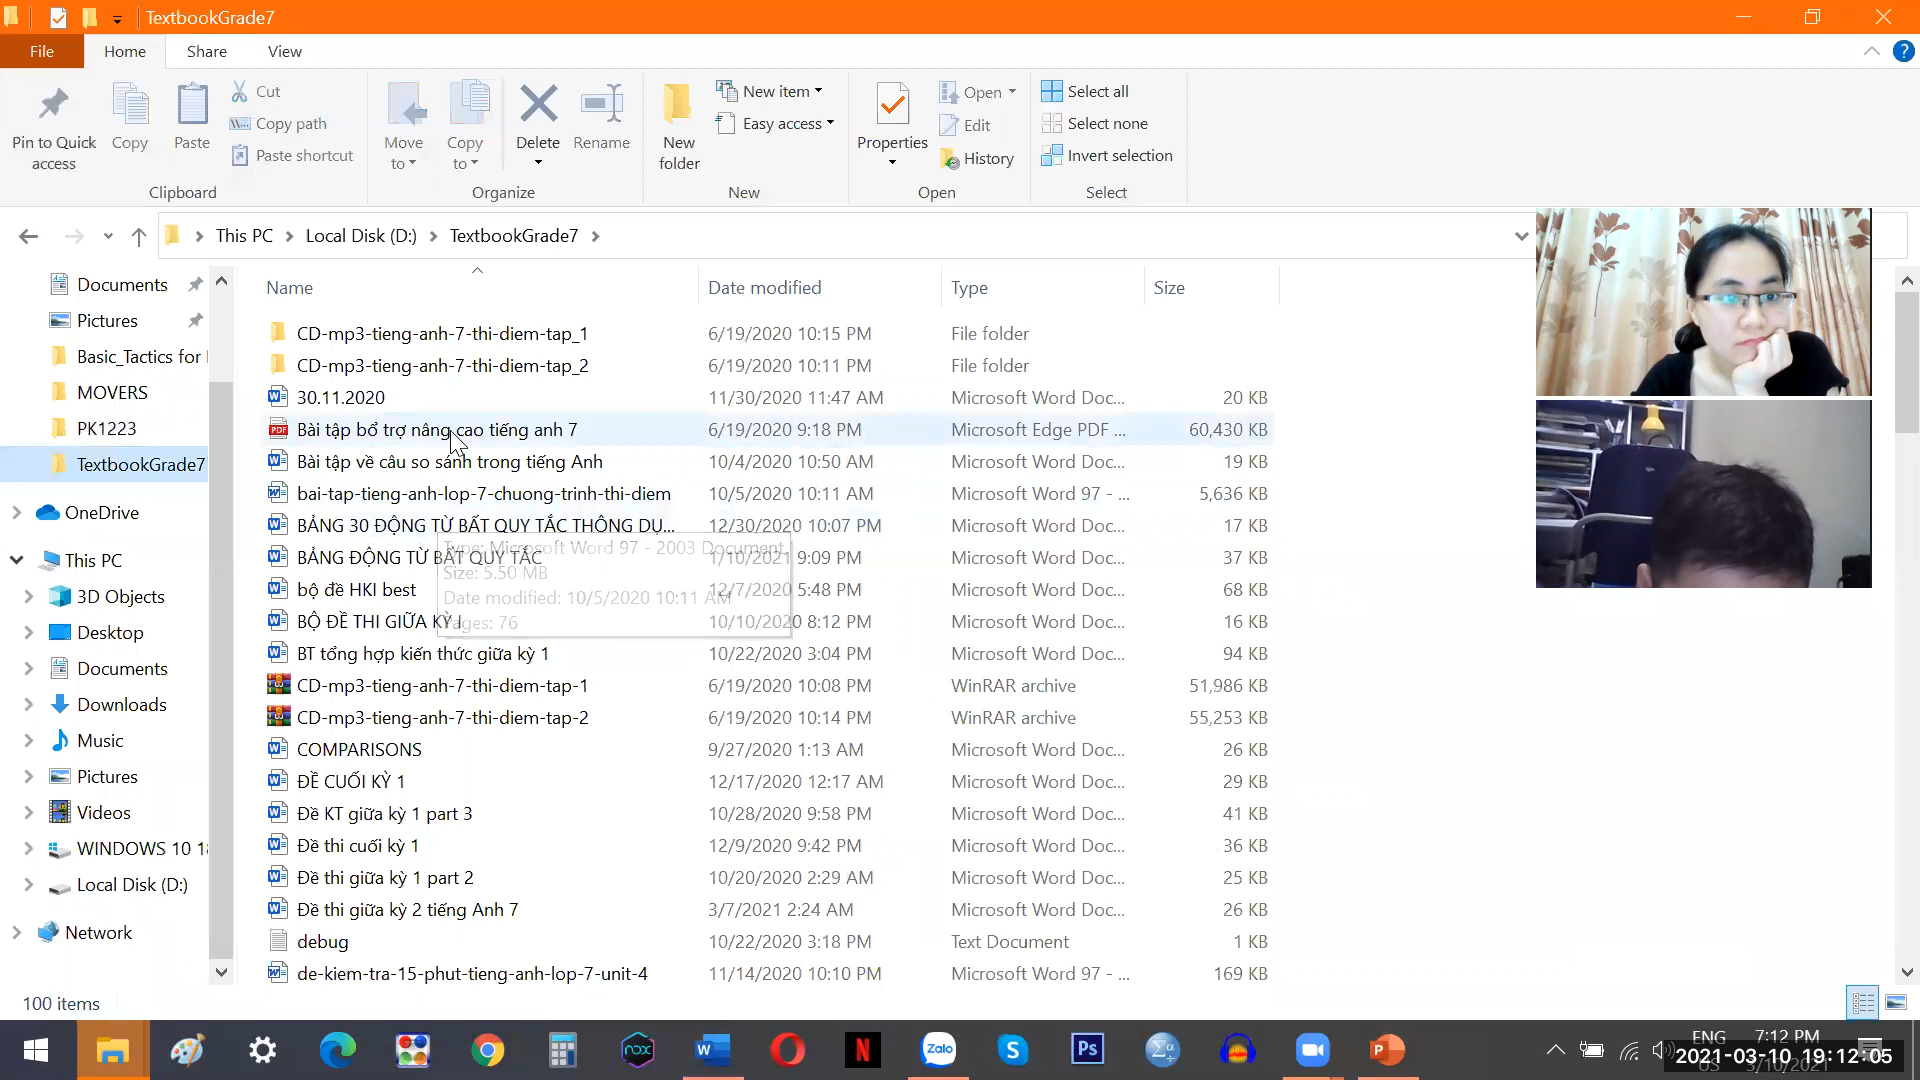 TextbookGrade7
File Home Share View
Pin to Quick access
Copy
Paste
Cut
Copy path
Paste shortcut
Clipboard
Move to
Copy to
Delete
Rename
Organize
New folder
New item
Easy access
New
Properties
Open
Edit
History
Open
Select all
Select none
Invert selection
Select
This PC > Local Disk (D:) > TextbookGrade7 >
Documents
Pictures
Basic_Tactics for
MOVERS
PK1223
TextbookGrade7
OneDrive
This PC
3D Objects
Desktop
Documents
Downloads
Music
Pictures
Videos
WINDOWS 10
Local Disk (D:)
Network
Name Date modified Type Size
CD-mp3-tieng-anh-7-thi-diem-tap_1 6/19/2020 10:15 PM File folder
CD-mp3-tieng-anh-7-thi-diem-tap_2 6/19/2020 10:11 PM File folder
30.11.2020 11/30/2020 11:47 AM Microsoft Word Doc... 20 KB
Bài tập bổ trợ nâng cao tiếng anh 7 6/19/2020 9:18 PM Microsoft Edge PDF ... 60,430 KB
Bài tập về câu so sánh trong tiếng Anh 10/4/2020 10:50 AM Microsoft Word Doc... 19 KB
bai-tap-tieng-anh-lop-7-chuong-trinh-thi-diem 10/5/2020 10:11 AM Microsoft Word 97 - ... 5,636 KB
BẢNG 30 ĐỘNG TỪ BẤT QUY TẮC THÔNG DỤ... 12/30/2020 10:07 PM Microsoft Word Doc... 17 KB
Type: Microsoft Word 97 - 2003 Document
BẢNG ĐỘNG TỪ BẤT QUY TẮC 1/10/2021 9:09 PM Microsoft Word Doc... 37 KB
Size: 5.50 MB
bộ đề HKI best 12/7/2020 5:48 PM Microsoft Word Doc... 68 KB
Date modified: 10/5/2020 10:11 AM
BỘ ĐỀ THI GIỮA KỲ I 10/10/2020 8:12 PM Microsoft Word Doc... 16 KB
Pages: 76
BT tổng hợp kiến thức giữa kỳ 1 10/22/2020 3:04 PM Microsoft Word Doc... 94 KB
CD-mp3-tieng-anh-7-thi-diem-tap-1 6/19/2020 10:08 PM WinRAR archive 51,986 KB
CD-mp3-tieng-anh-7-thi-diem-tap-2 6/19/2020 10:14 PM WinRAR archive 55,253 KB
COMPARISONS 9/27/2020 1:13 AM Microsoft Word Doc... 26 KB
ĐỀ CUỐI KỲ 1 12/17/2020 12:17 AM Microsoft Word Doc... 29 KB
Đề KT giữa kỳ 1 part 3 10/28/2020 9:58 PM Microsoft Word Doc... 41 KB
Đề thi cuối kỳ 1 12/9/2020 9:42 PM Microsoft Word Doc... 36 KB
Đề thi giữa kỳ 1 part 2 10/20/2020 2:29 AM Microsoft Word Doc... 25 KB
Đề thi giữa kỳ 2 tiếng Anh 7 3/7/2021 2:24 AM Microsoft Word Doc... 26 KB
debug 10/22/2020 3:18 PM Text Document 1 KB
de-kiem-tra-15-phut-tieng-anh-lop-7-unit-4 11/14/2020 10:10 PM Microsoft Word 97 - ... 169 KB
100 items
nox
Zalo
Ps
ENG
7:12 PM
2021-03-10 19:12:05